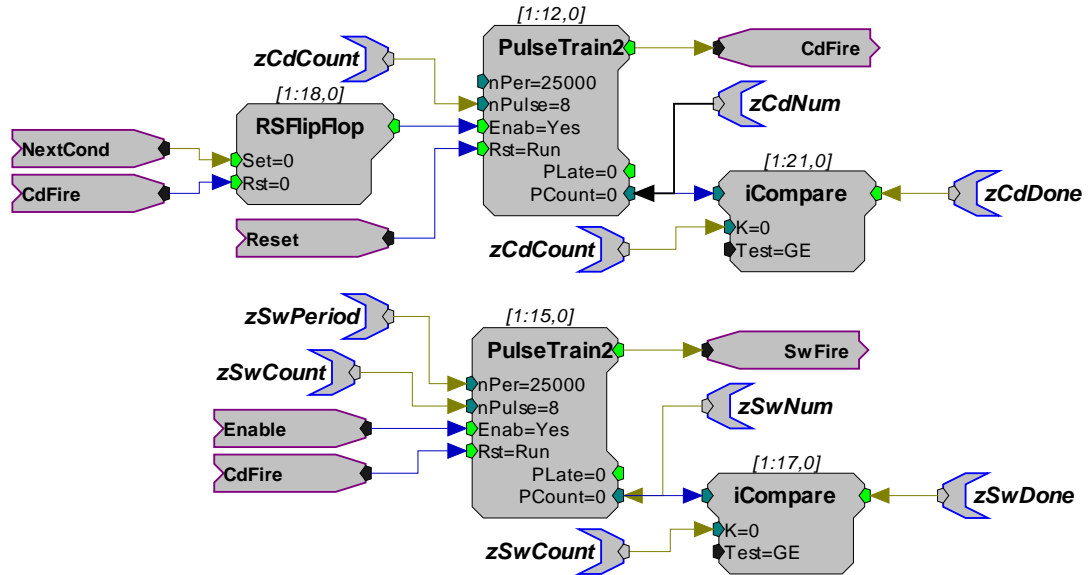 [1:12,0]
PulseTrain2
CdFire
zCdCount
nPer=25000
zCdNum
[1:18,0]
nPulse=8
RSFlipFlop
Enab=Yes
NextCond
Rst=Run
Set=0
[1:21,0]
PLate=0
CdFire
Rst=0
PCount=0
iCompare
zCdDone
Reset
zCdCount
K=0
Test=GE
zSwPeriod
[1:15,0]
PulseTrain2
SwFire
zSwCount
nPer=25000
nPulse=8
zSwNum
Enable
Enab=Yes
Rst=Run
[1:17,0]
CdFire
PLate=0
PCount=0
iCompare
zSwDone
K=0
zSwCount
Test=GE